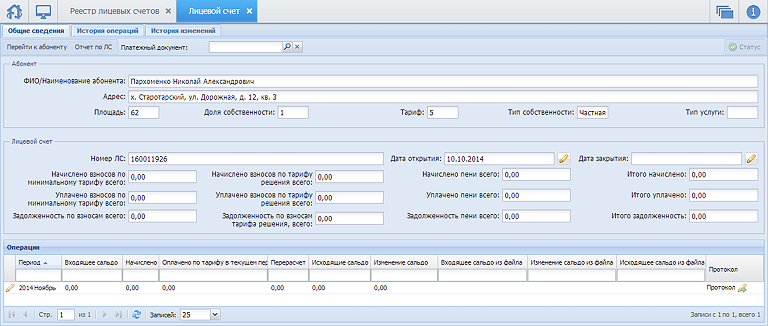 Реестр лицевых счетов Лицевой счет
Общие сведения История операций История изменений
Перейти к абоненту Отчет по ЛС Платежный документ: Статус
Абонент
ФИО/Наименование абонента: Пархоменко Николай Александрович
Адрес: х. Старотарский, ул. Дорожная, д. 12, кв. 3
Площадь: 62 Доля собственности: 1 Тариф: 5 Тип собственности: Частная Тип услуги:
Лицевой счет
Номер ЛС: 160011926 Дата открытия: 10.10.2014 Дата закрытия:
Начислено взносов по минимальному тарифу всего: 0,00 Начислено взносов по тарифу решения всего: 0,00 Начислено пени всего: 0,00 Итого начислено: 0,00
Уплачено взносов по минимальному тарифу всего: 0,00 Уплачено взносов по тарифу решения, всего: 0,00 Уплачено пени всего: 0,00 Итого уплачено: 0,00
Задолженность по взносам всего: 0,00 Задолженность по взносам тарифа решения, всего: 0,00 Задолженность пени всего: 0,00 Итого задолженность: 0,00
Операции
Период Входящее сальдо Начислено Оплачено по тарифу в текущем пер Перерасчет Исходящие сальдо Изменение сальдо Входящее сальдо из файла Изменение сальдо из файла Исходящее сальдо из файла Протокол
2014 Ноябрь 0,00 0,00 0,00 0,00 0,00 0,00 Протокол
Стр. 1 из 1 Записей: 25 Записи с 1 по 1, всего 1